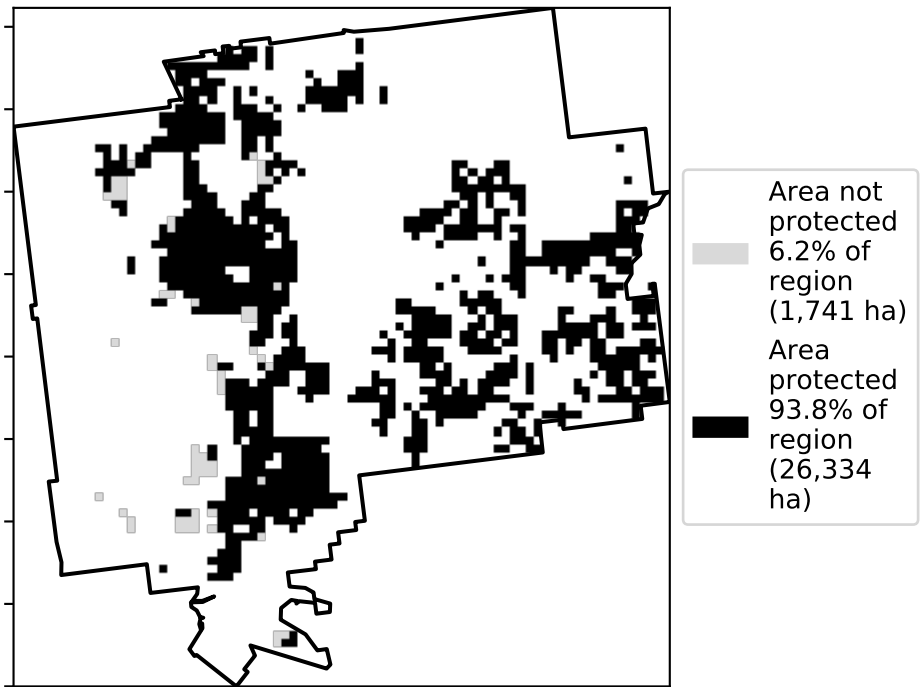 Area not
protected
6.2% of
region
(1,741 ha)
Area
protected
93.8% of
region
(26,334
ha)